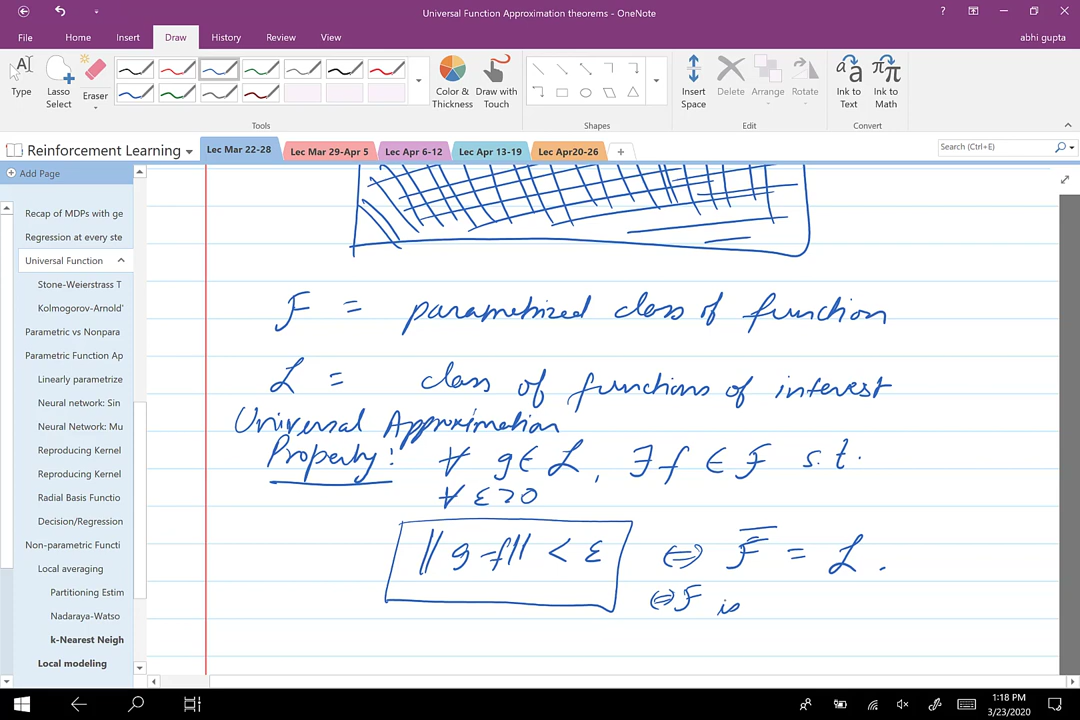 Universal Function Approximation theorems - OneNote
?
File Home Insert Draw History Review View
abhi gupta
Type
Lasso Select
Eraser
Color & Thickness
Draw with Touch
Insert Space
Delete
Arrange
Rotate
Ink to Text
Ink to Math
Tools
Shapes
Edit
Convert
Reinforcement Learning
Lec Mar 22-28
Lec Mar 29-Apr 5
Lec Apr 6-12
Lec Apr 13-19
Lec Apr20-26
+
Search (Ctrl+E)
Add Page
Recap of MDPs with ge
Regression at every ste
Universal Function
Stone-Weierstrass T
Kolmogorov-Arnold'
Parametric vs Nonpara
Parametric Function Ap
Linearly parametrize
Neural network: Sin
Neural Network: Mu
Reproducing Kernel
Reproducing Kernel
Radial Basis Functio
Decision/Regression
Non-parametric Functi
Local averaging
Partitioning Estim
Nadaraya-Watso
k-Nearest Neigh
Local modeling
F = parametrized class of function
L = class of functions of interest
Universal Approximation
Property: ∀ g ∈ L, ∃ f ∈ F s.t.
∀ ε > 0
||g-f|| < ε ⇔ F̅ = L.
⇔ F is
1:18 PM
3/23/2020